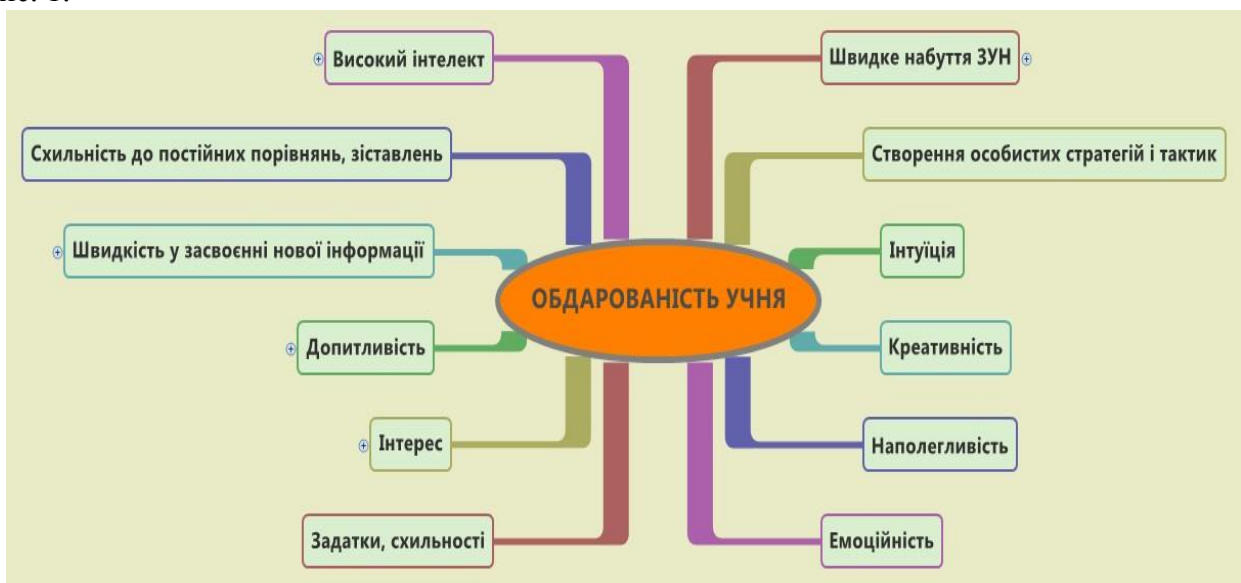 Високий інтелект
Швидке набуття ЗУН
Схильність до постійних порівнянь, зіставлень
Створення особистих стратегій і тактик
Швидкість у засвоєнні нової інформації
Інтуїція
ОБДАРОВАНІСТЬ УЧНЯ
Допитливість
Креативність
Інтерес
Наполегливість
Задатки, схильності
Емоційність